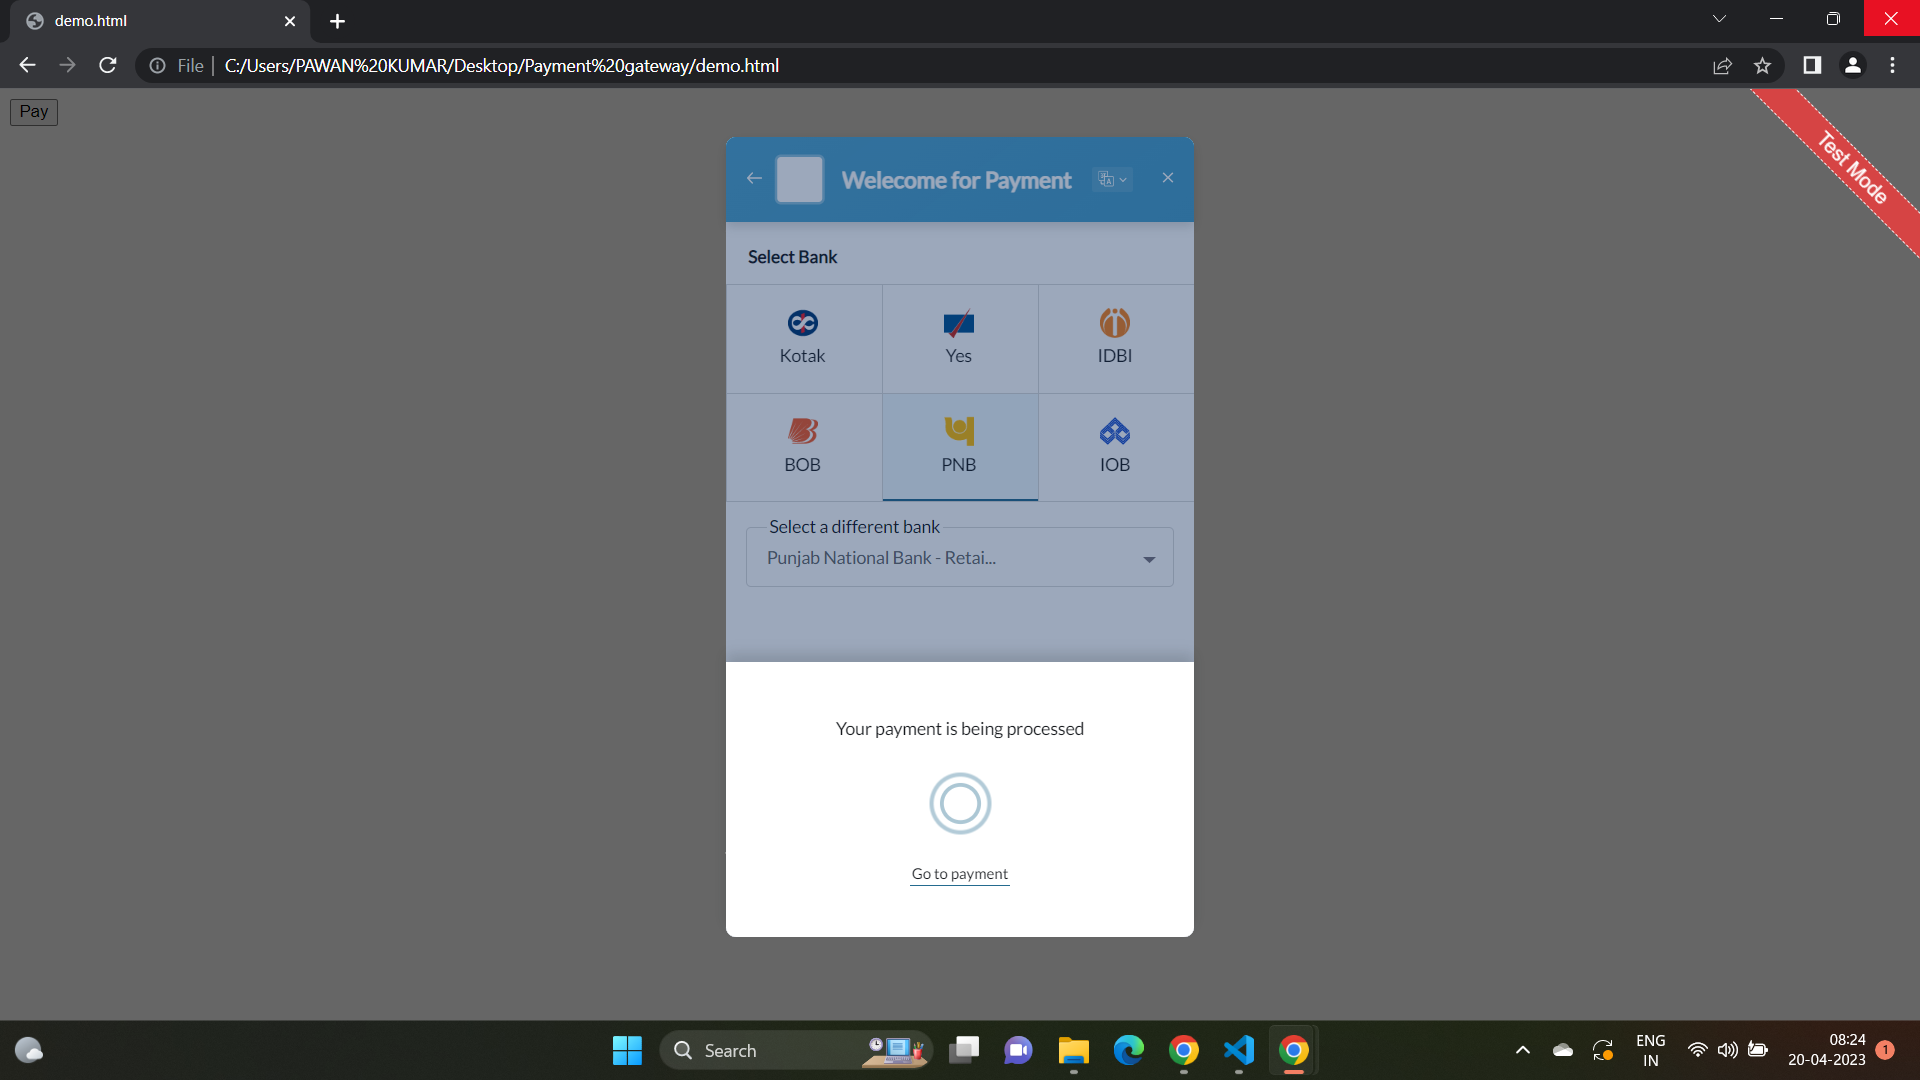 demo.html
File
C:/Users/PAWAN%20KUMAR/Desktop/Payment%20gateway/demo.html
Pay
Test Mode
Welecome for Payment
Select Bank
Kotak
Yes
IDBI
BOB
PNB
IOB
Select a different bank
Punjab National Bank - Retai...
Your payment is being processed
Go to payment
Search
ENG
IN
08:24
20-04-2023
1